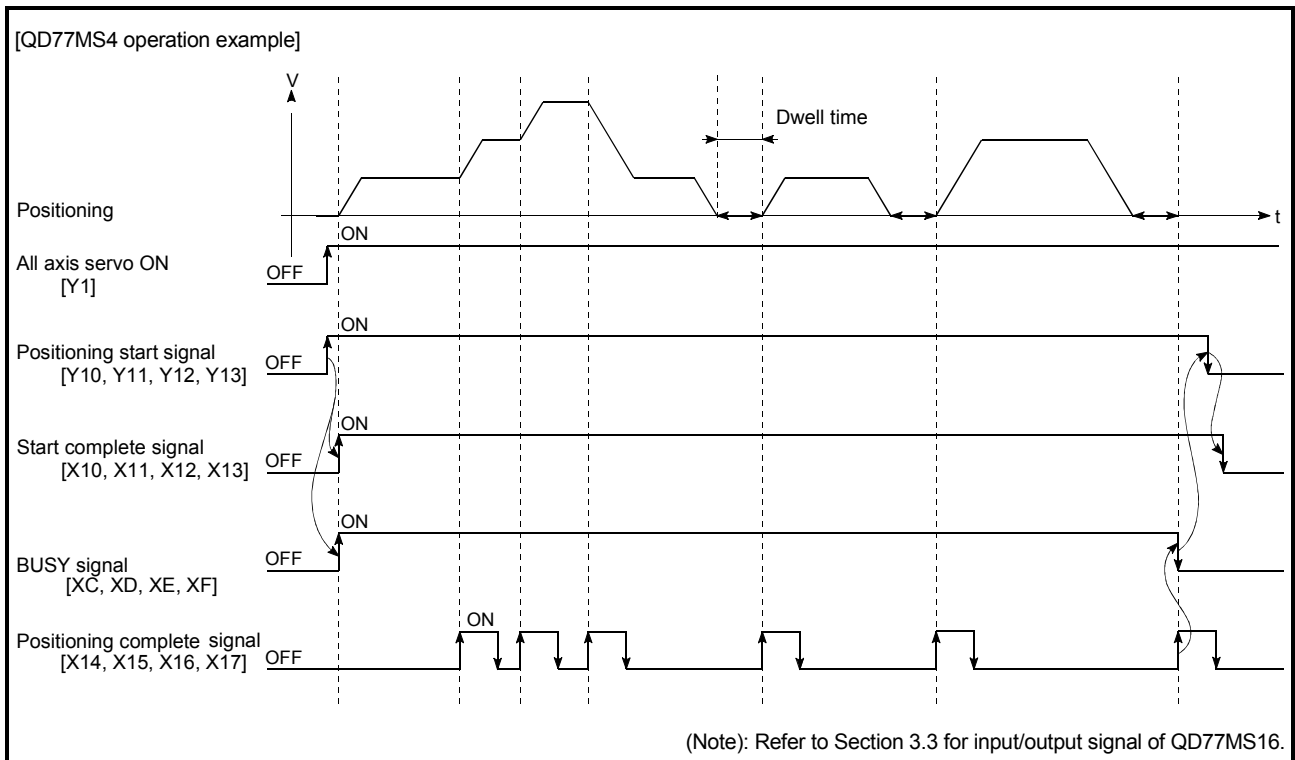 [QD77MS4 operation example]
V
Dwell time
Positioning
t
ON
All axis servo ON
OFF
[Y1]
ON
Positioning start signal
OFF
[Y10, Y11, Y12, Y13]
ON
Start complete signal
OFF
[X10, X11, X12, X13]
ON
OFF
BUSY signal
[XC, XD, XE, XF]
ON
Positioning complete signal
OFF
[X14, X15, X16, X17]
(Note): Refer to Section 3.3 for input/output signal of QD77MS16.